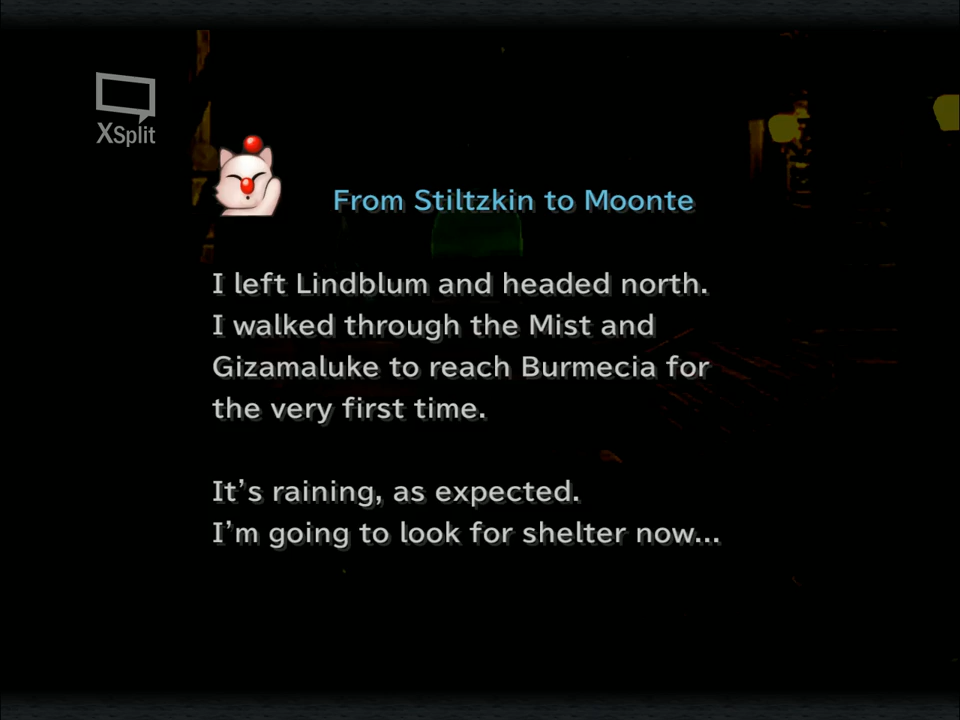 XSplit
From Stiltzkin to Moonte
I left Lindblum and headed north.
I walked through the Mist and
Gizamaluke to reach Burmecia for
the very first time.
It's raining, as expected.
I'm going to look for shelter now...